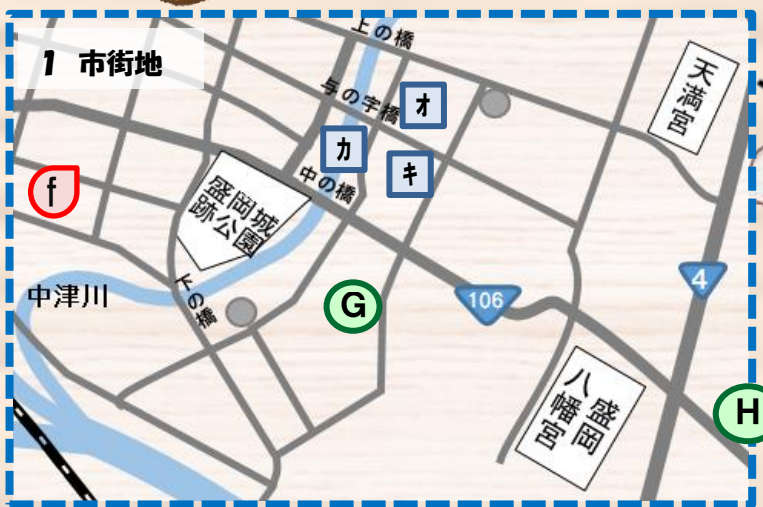 1 市街地
上の橋
天満宮
与の字橋
オ
カ
キ
中の橋
f
盛岡城
跡公園
4
中津川
下の橋
G
106
盛岡
八幡宮
H